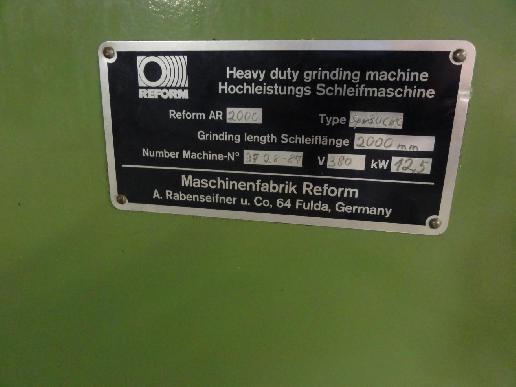 REFORM
Heavy duty grinding machine
Hochleistungs Schleifmaschine
Reform AR 2000 Type
Grinding length Schleiflänge 2000 mm
Number Machine-N° V 380 kW 12,5
Maschinenfabrik Reform
A. Rabenseifner u. Co, 64 Fulda, Germany